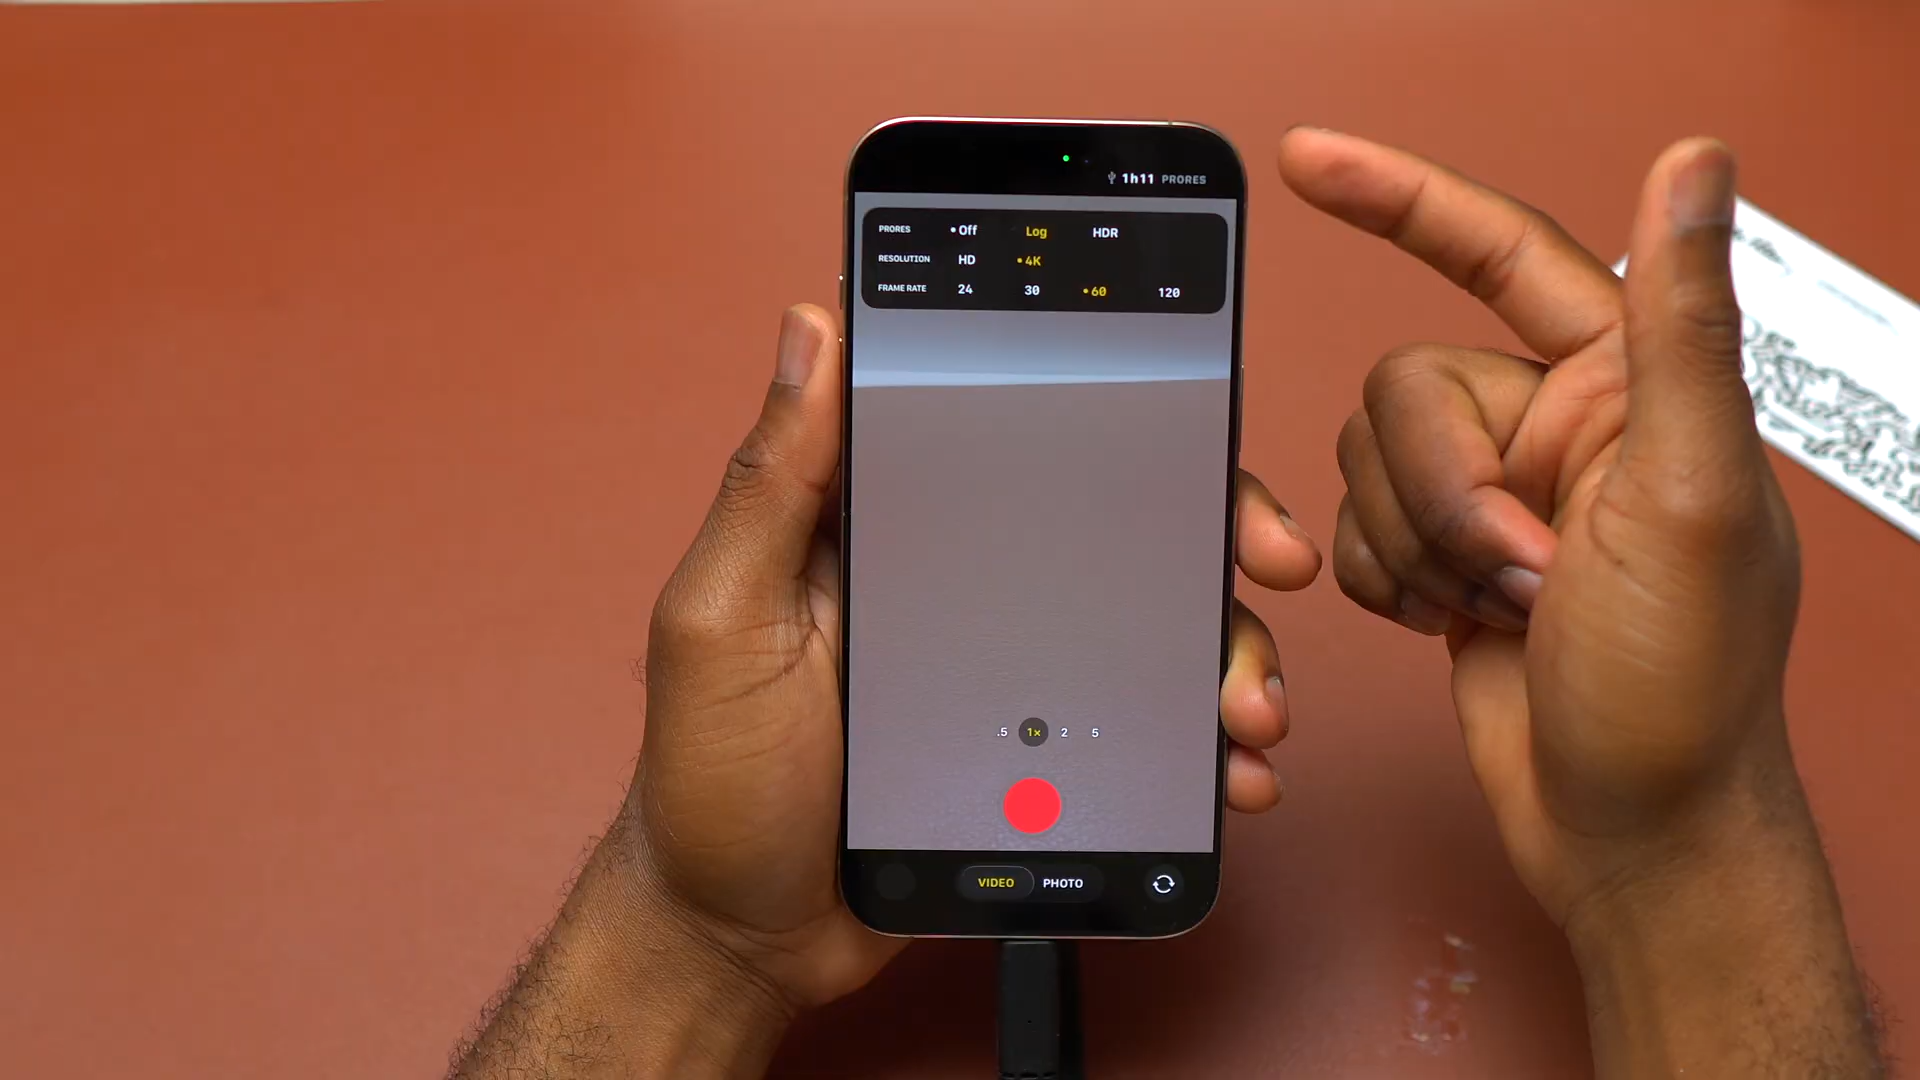 1h11 PRORES
PRORES • Off Log HDR
RESOLUTION HD • 4K
FRAME RATE 24 30 • 60 120
.5 1× 2 5
VIDEO PHOTO